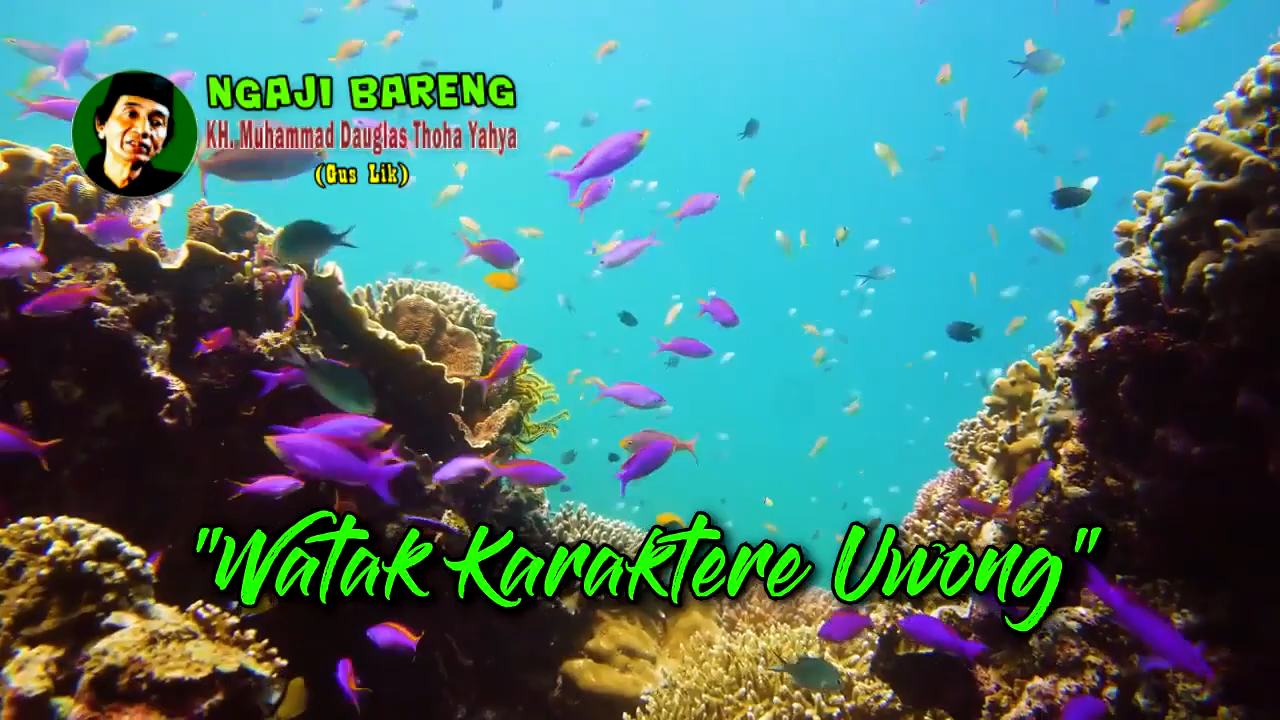 NGAJI BARENG
KH. Muhammad Dauglas Thoha Yahya
(Gus Lik)
"Watak Karaktere Uwong"